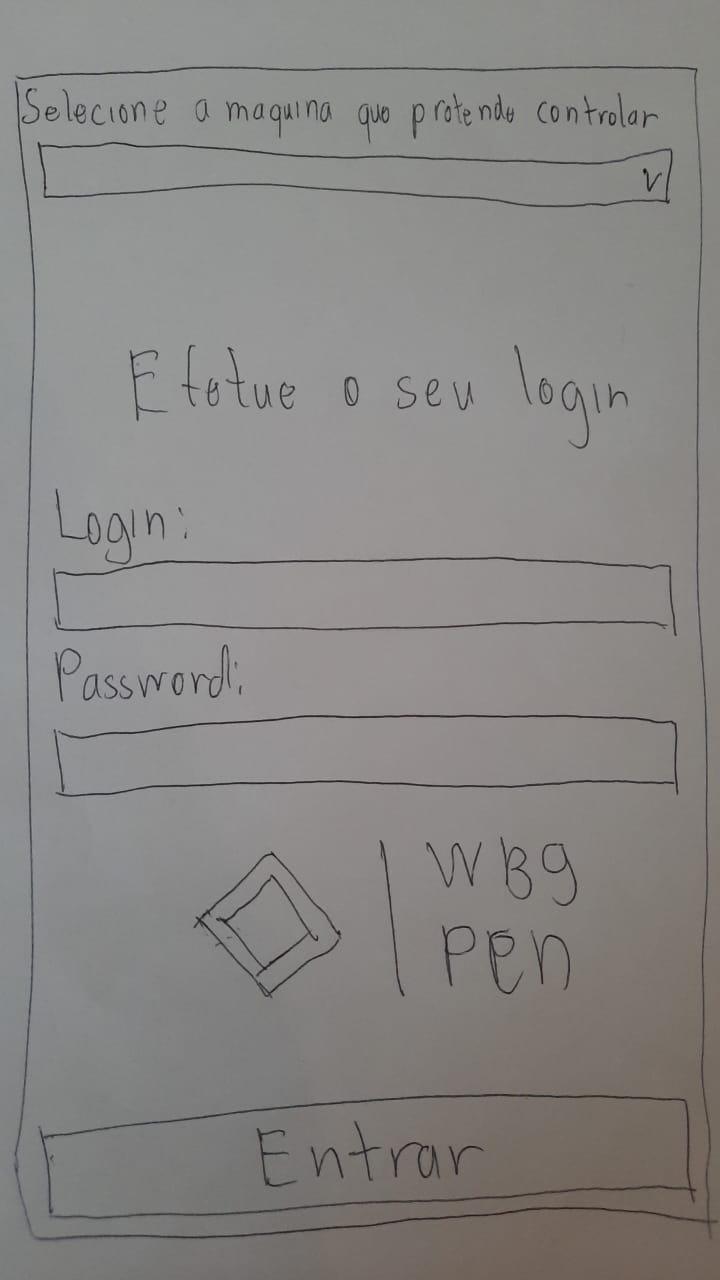 Selecione a maquina que pretende controlar
v
Efetue o seu login
Login:
Password:
WBg
pen
Entrar